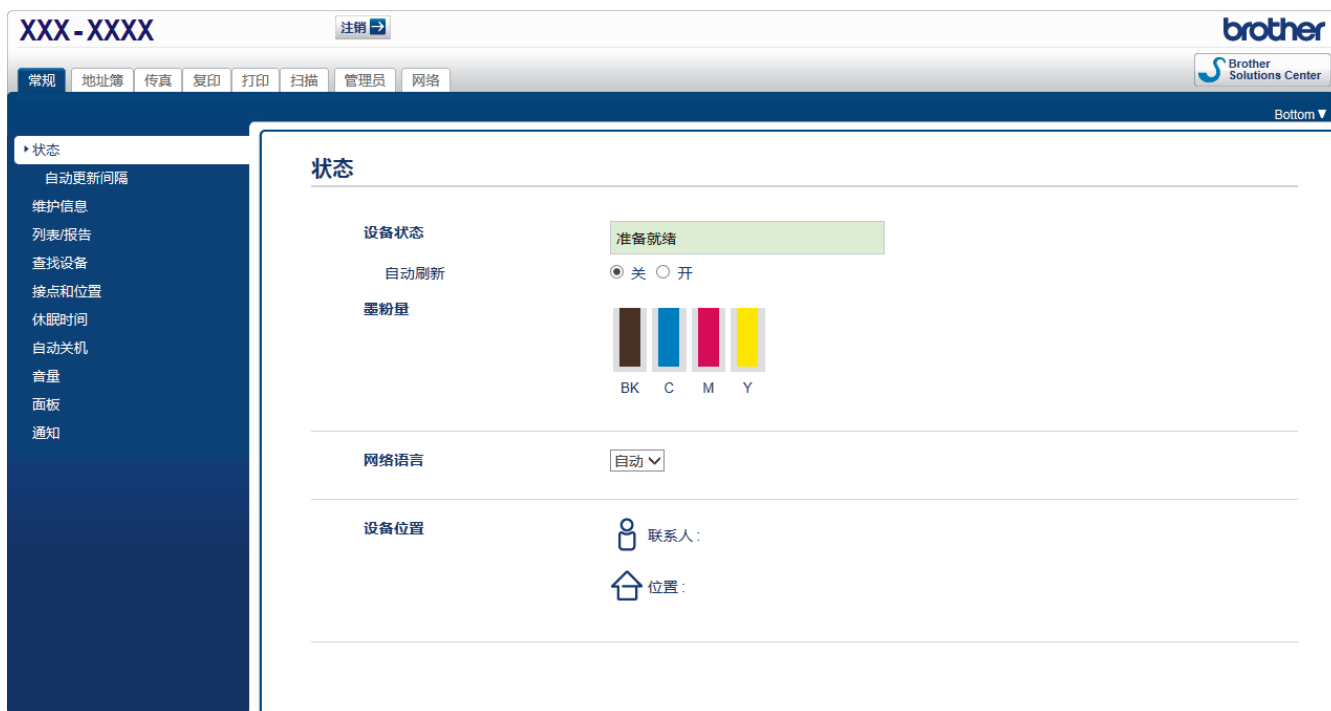 XXX-XXXX
注销
brother
常规 地址簿 传真 复印 打印 扫描 管理员 网络
Brother
Solutions Center
Bottom▼
状态
自动更新间隔
维护信息
列表/报告
查找设备
接点和位置
休眠时间
自动关机
音量
面板
通知
状态
设备状态 准备就绪
自动刷新 关 开
墨粉量
BK C M Y
网络语言 自动
设备位置 联系人 :
位置 :